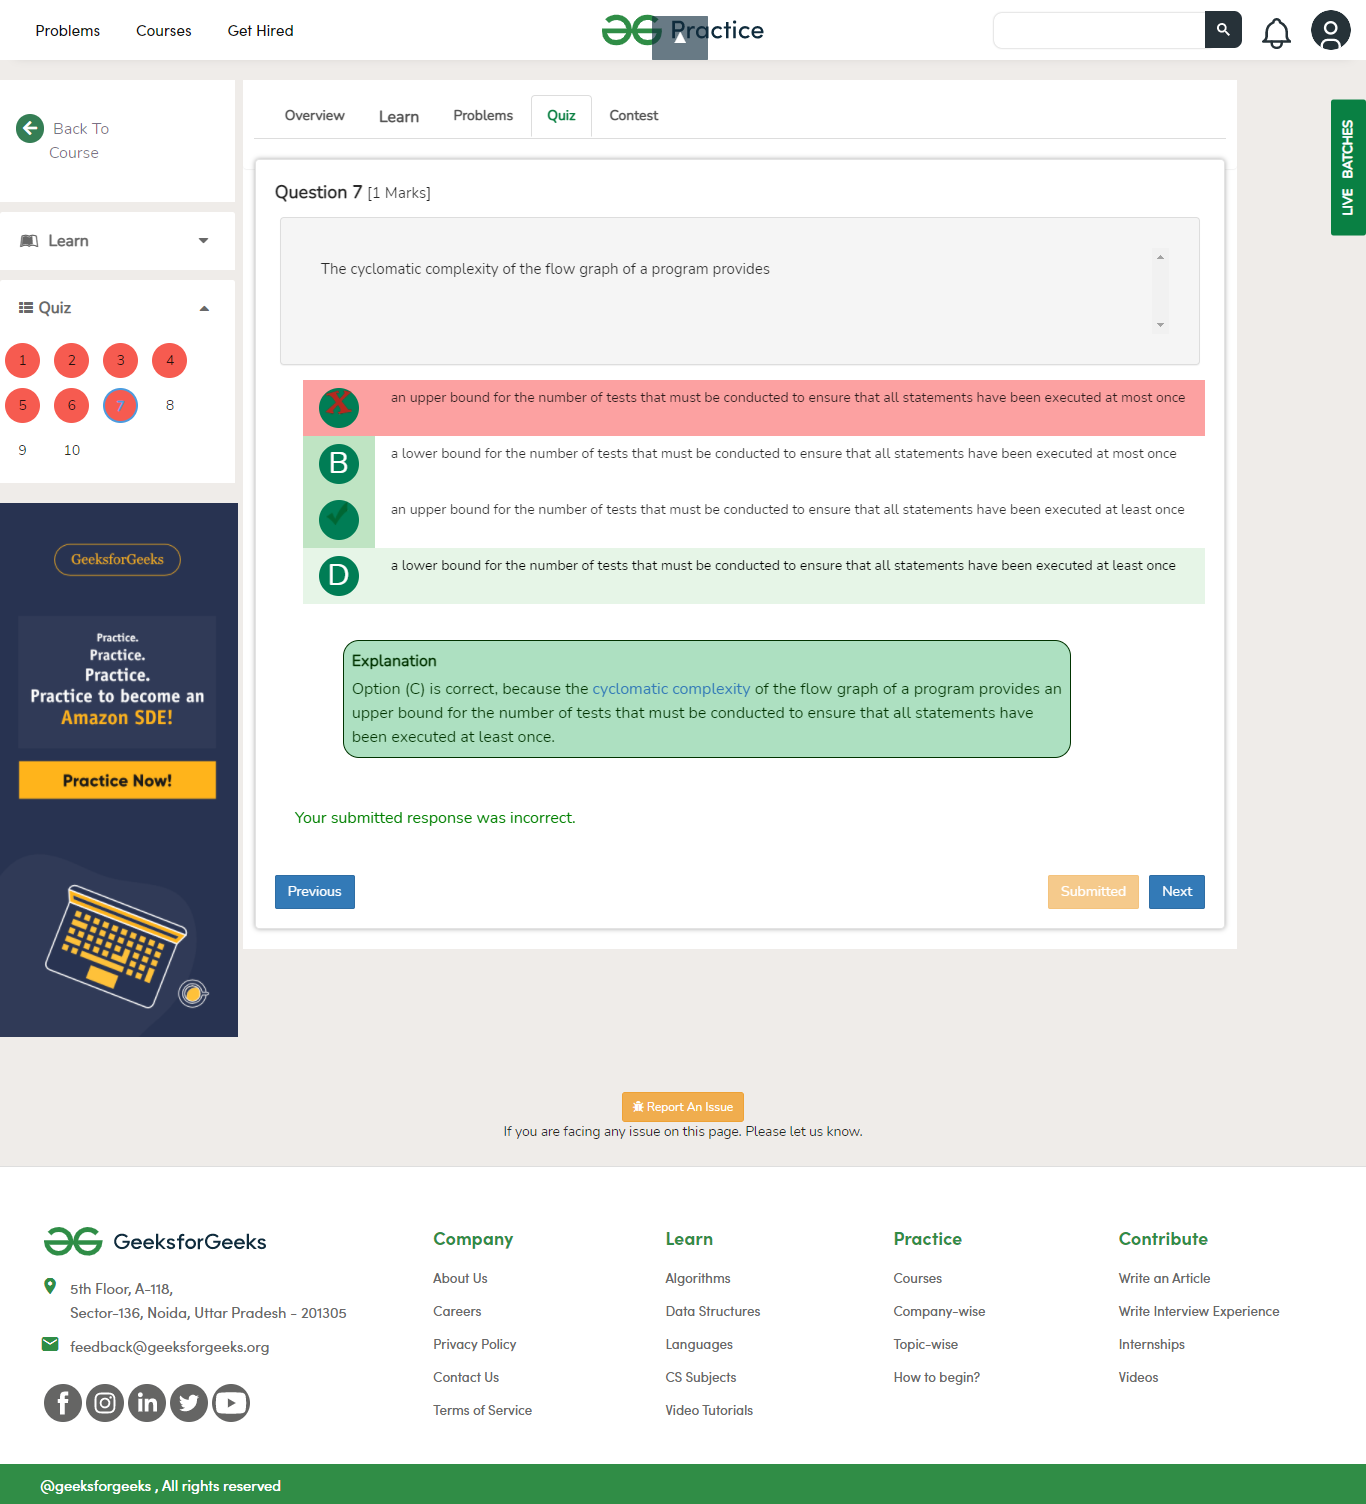 Problems Courses Get Hired Practice
Back To
Course
Learn
Quiz
1 2 3 4
5 6 7 8
9 10
GeeksforGeeks
Practice.
Practice.
Practice.
Practice to become an
Amazon SDE!
Practice Now!
Overview Learn Problems Quiz Contest
Question 7 [1 Marks]
The cyclomatic complexity of the flow graph of a program provides
X an upper bound for the number of tests that must be conducted to ensure that all statements have been executed at most once
B a lower bound for the number of tests that must be conducted to ensure that all statements have been executed at most once
an upper bound for the number of tests that must be conducted to ensure that all statements have been executed at least once
D a lower bound for the number of tests that must be conducted to ensure that all statements have been executed at least once
Explanation
Option (C) is correct, because the cyclomatic complexity of the flow graph of a program provides an
upper bound for the number of tests that must be conducted to ensure that all statements have
been executed at least once.
Your submitted response was incorrect.
Previous Submitted Next
LIVE BATCHES
Report An Issue
If you are facing any issue on this page. Please let us know.
GeeksforGeeks
5th Floor, A-118,
Sector-136, Noida, Uttar Pradesh - 201305
feedback@geeksforgeeks.org
Company
About Us
Careers
Privacy Policy
Contact Us
Terms of Service
Learn
Algorithms
Data Structures
Languages
CS Subjects
Video Tutorials
Practice
Courses
Company-wise
Topic-wise
How to begin?
Contribute
Write an Article
Write Interview Experience
Internships
Videos
@geeksforgeeks , All rights reserved